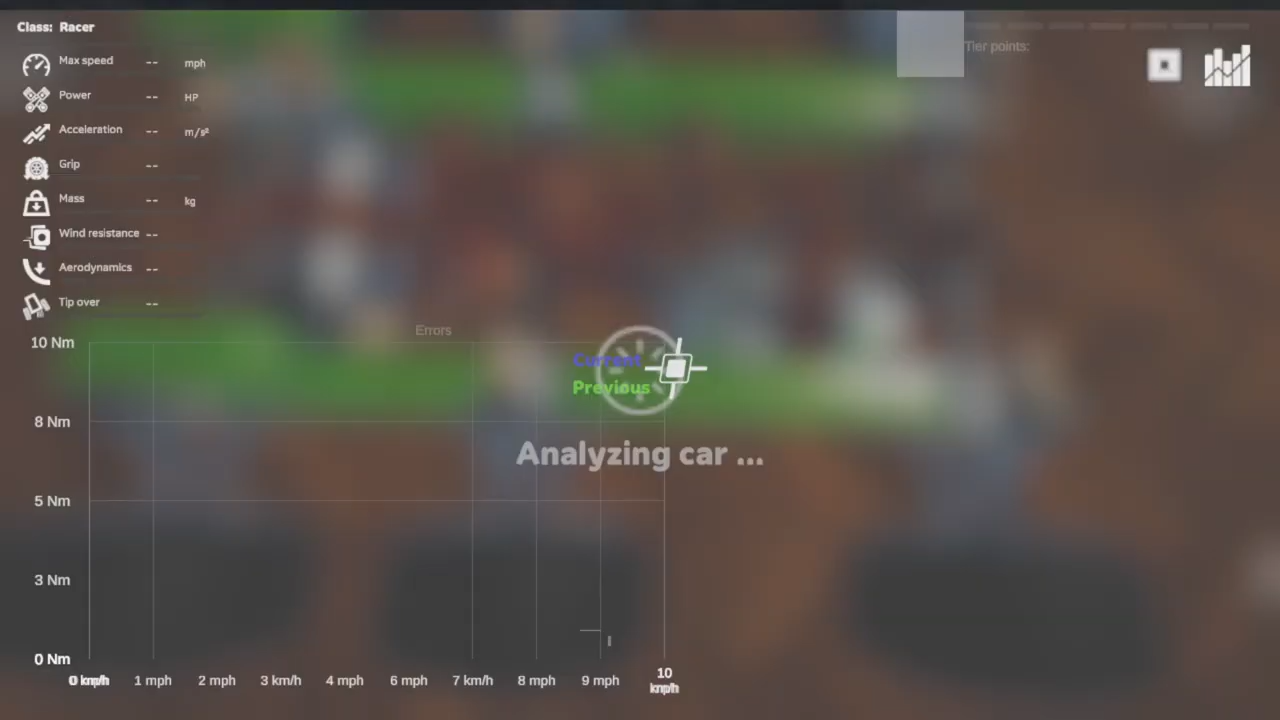 Class: Racer
Max speed -- mph
Power -- HP
Acceleration -- m/s²
Grip --
Mass -- kg
Wind resistance --
Aerodynamics --
Tip over --
Tier points:
Errors
Current
Previous
Analyzing car ...
10 Nm
8 Nm
5 Nm
3 Nm
0 Nm
1 mph 2 mph 3 km/h 4 mph 6 mph 7 km/h 8 mph 9 mph 10